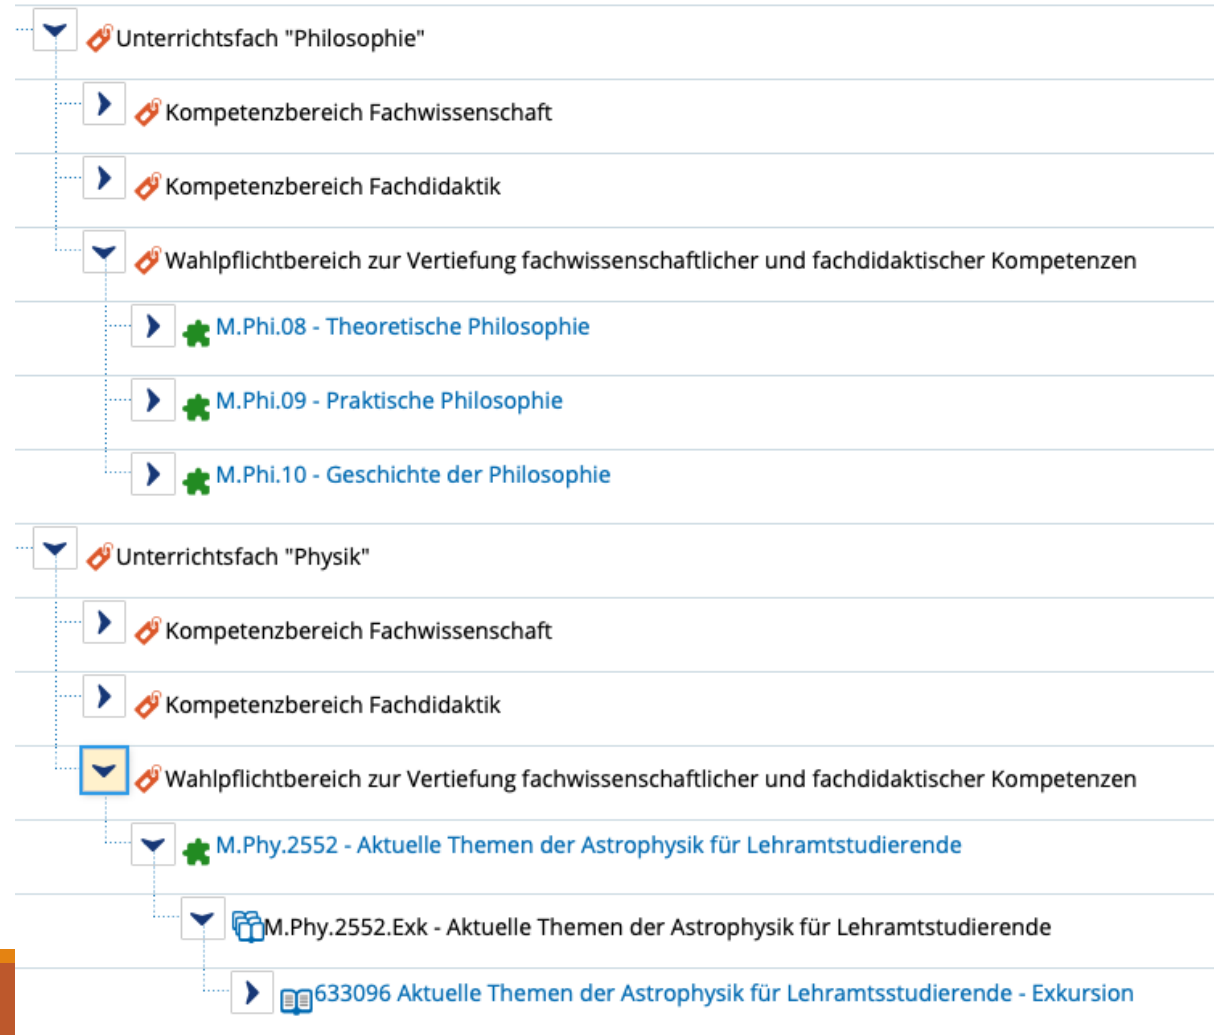 Unterrichtsfach "Philosophie"
Kompetenzbereich Fachwissenschaft
Kompetenzbereich Fachdidaktik
Wahlpflichtbereich zur Vertiefung fachwissenschaftlicher und fachdidaktischer Kompetenzen
M.Phi.08 - Theoretische Philosophie
M.Phi.09 - Praktische Philosophie
M.Phi.10 - Geschichte der Philosophie
Unterrichtsfach "Physik"
Kompetenzbereich Fachwissenschaft
Kompetenzbereich Fachdidaktik
Wahlpflichtbereich zur Vertiefung fachwissenschaftlicher und fachdidaktischer Kompetenzen
M.Phy.2552 - Aktuelle Themen der Astrophysik für Lehramtstudierende
M.Phy.2552.Exk - Aktuelle Themen der Astrophysik für Lehramtstudierende
633096 Aktuelle Themen der Astrophysik für Lehramtsstudierende - Exkursion